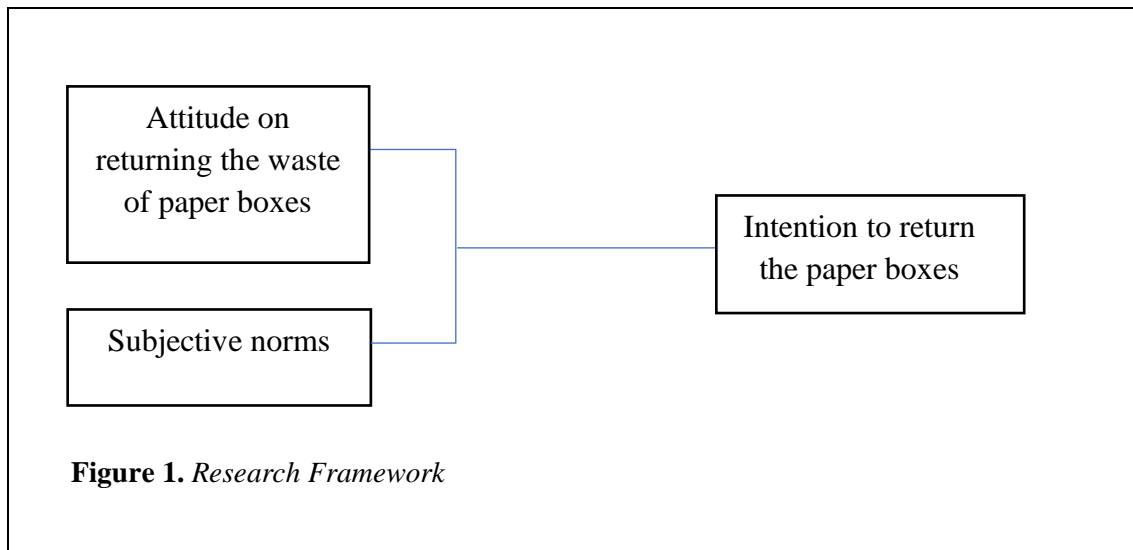 Attitude on
returning the waste
of paper boxes
Intention to return
the paper boxes
Subjective norms
Figure 1. Research Framework